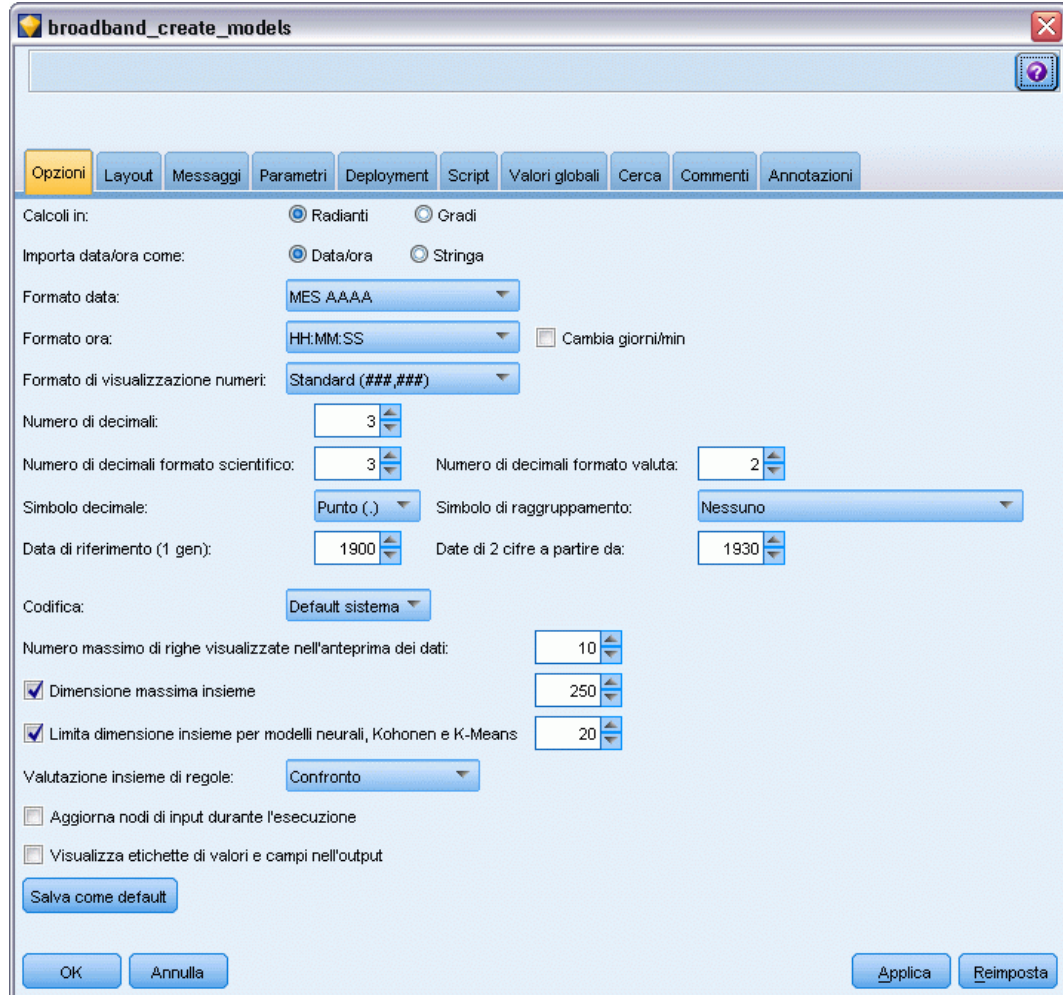 broadband_create_models
Opzioni Layout Messaggi Parametri Deployment Script Valori globali Cerca Commenti Annotazioni
Calcoli in: Radianti Gradi
Importa data/ora come: Data/ora Stringa
Formato data: MES AAAA
Formato ora: HH:MM:SS Cambia giorni/min
Formato di visualizzazione numeri: Standard (###,###)
Numero di decimali: 3
Numero di decimali formato scientifico: 3 Numero di decimali formato valuta: 2
Simbolo decimale: Punto (.) Simbolo di raggruppamento: Nessuno
Data di riferimento (1 gen): 1900 Date di 2 cifre a partire da: 1930
Codifica: Default sistema
Numero massimo di righe visualizzate nell'anteprima dei dati: 10
Dimensione massima insieme 250
Limita dimensione insieme per modelli neurali, Kohonen e K-Means 20
Valutazione insieme di regole: Confronto
Aggiorna nodi di input durante l'esecuzione
Visualizza etichette di valori e campi nell'output
Salva come default
OK Annulla Applica Reimposta